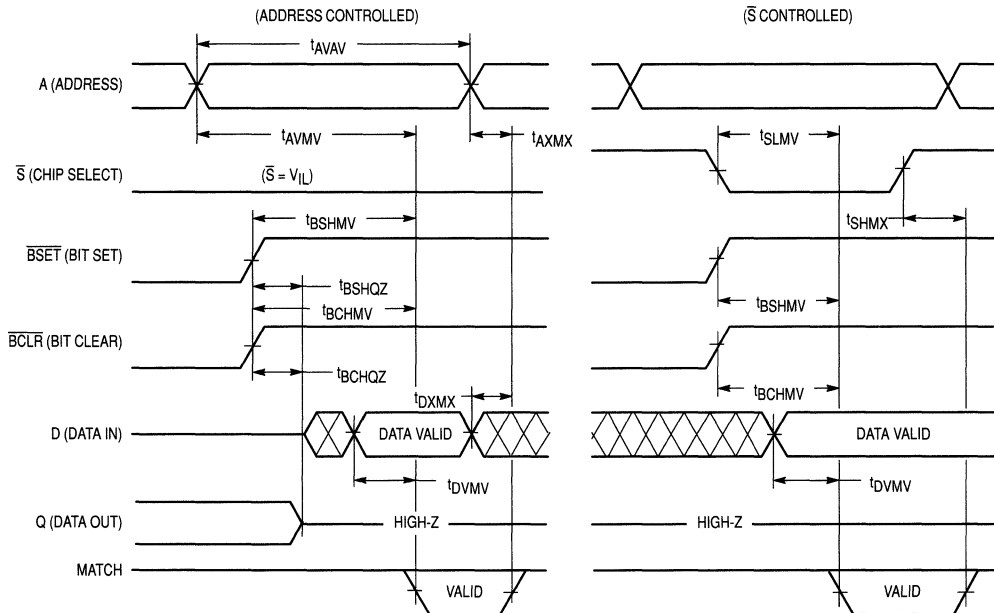 (ADDRESS CONTROLLED)
(S̅ CONTROLLED)
tAVAV
A (ADDRESS)
tAVMV
tAXMX
tSLMV
S̅ (CHIP SELECT)
(S̅ = VIL)
tBSHMV
tSHMX
B̅S̅E̅T̅ (BIT SET)
tBSHQZ
tBCHMV
tBSHMV
B̅C̅L̅R̅ (BIT CLEAR)
tBCHQZ
tDXMX
tBCHMV
D (DATA IN)
DATA VALID
DATA VALID
tDVMV
tDVMV
Q (DATA OUT)
HIGH-Z
HIGH-Z
MATCH
VALID
VALID